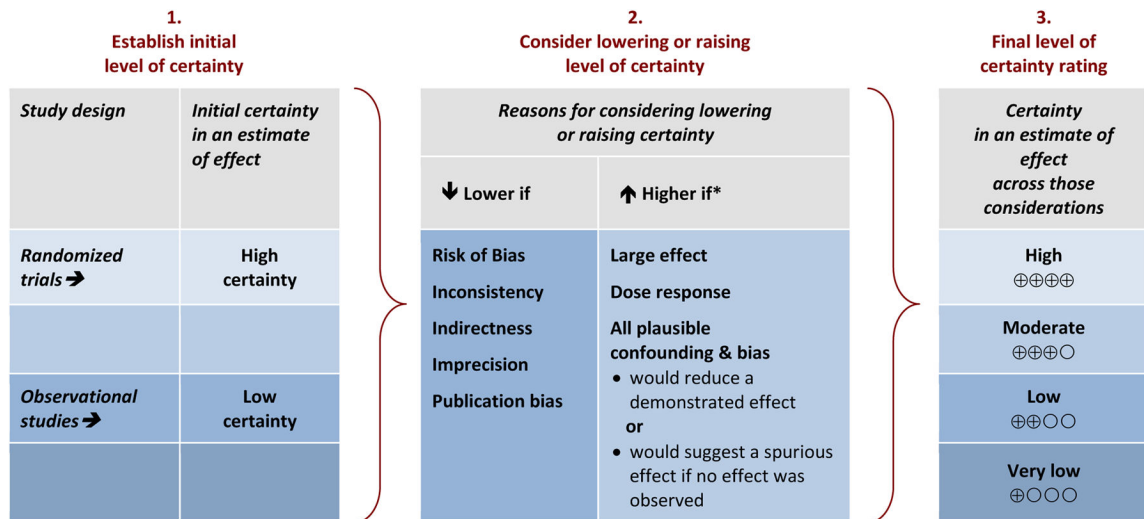 1.
Establish initial
level of certainty
Study design
Initial certainty
in an estimate
of effect
Randomized
trials ➔
High
certainty
Observational
studies ➔
Low
certainty
2.
Consider lowering or raising
level of certainty
Reasons for considering lowering
or raising certainty
🡻 Lower if
🡹 Higher if*
Risk of Bias
Inconsistency
Indirectness
Imprecision
Publication bias
Large effect
Dose response
All plausible
confounding & bias
• would reduce a
demonstrated effect
or
• would suggest a spurious
effect if no effect was
observed
3.
Final level of
certainty rating
Certainty
in an estimate of
effect
across those
considerations
High
⊕⊕⊕⊕
Moderate
⊕⊕⊕○
Low
⊕⊕○○
Very low
⊕○○○